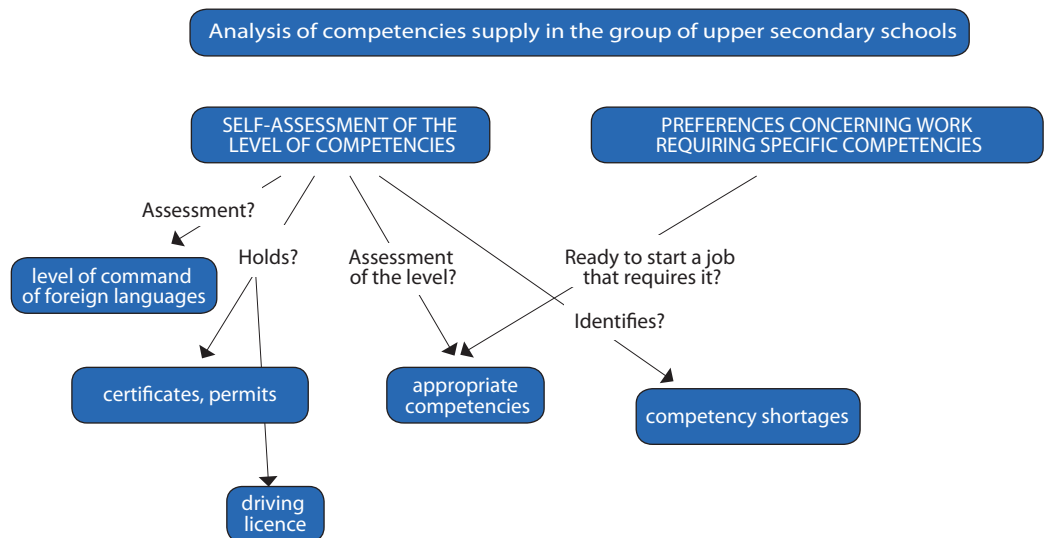 Analysis of competencies supply in the group of upper secondary schools
SELF-ASSESSMENT OF THE
LEVEL OF COMPETENCIES
PREFERENCES CONCERNING WORK
REQUIRING SPECIFIC COMPETENCIES
Assessment?
Holds?
Assessment
of the level?
Ready to start a job
that requires it?
level of command
of foreign languages
Identifies?
certificates, permits
appropriate
competencies
competency shortages
driving
licence